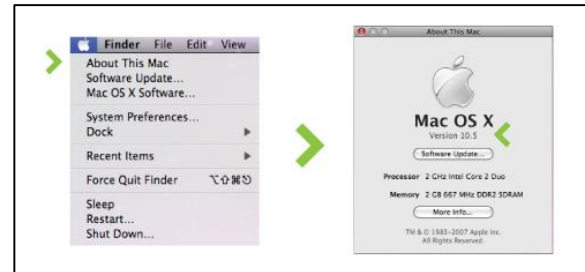 Finder File Edit View
About This Mac
Software Update...
Mac OS X Software...
System Preferences...
Dock
Recent Items
Force Quit Finder ⌥⇧⌘⎋
Sleep
Restart...
Shut Down...
About This Mac
Mac OS X
Version 10.5
Software Update...
Processor 2 GHz Intel Core 2 Duo
Memory 2 GB 667 MHz DDR2 SDRAM
More Info...
TM & © 1983-2007 Apple Inc.
All Rights Reserved.